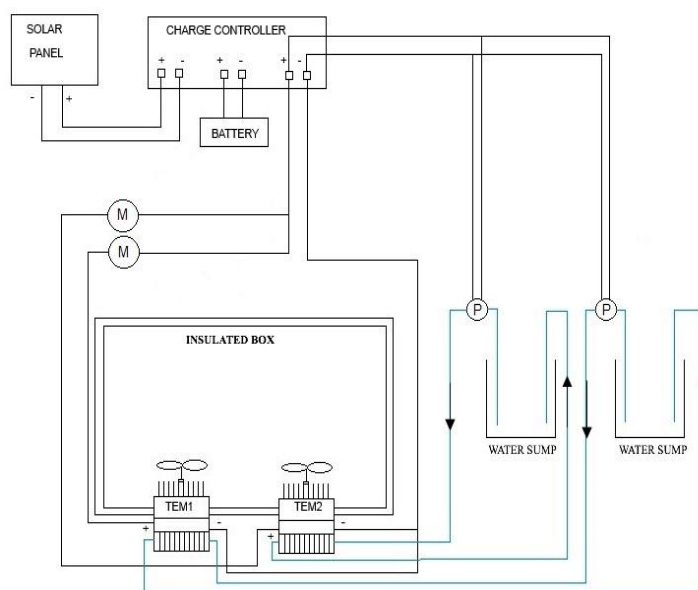 SOLAR
PANEL
CHARGE CONTROLLER
+ - + - + -
- +
BATTERY
M
M
P P
INSULATED BOX
WATER SUMP WATER SUMP
TEM1 TEM2
+ - + -